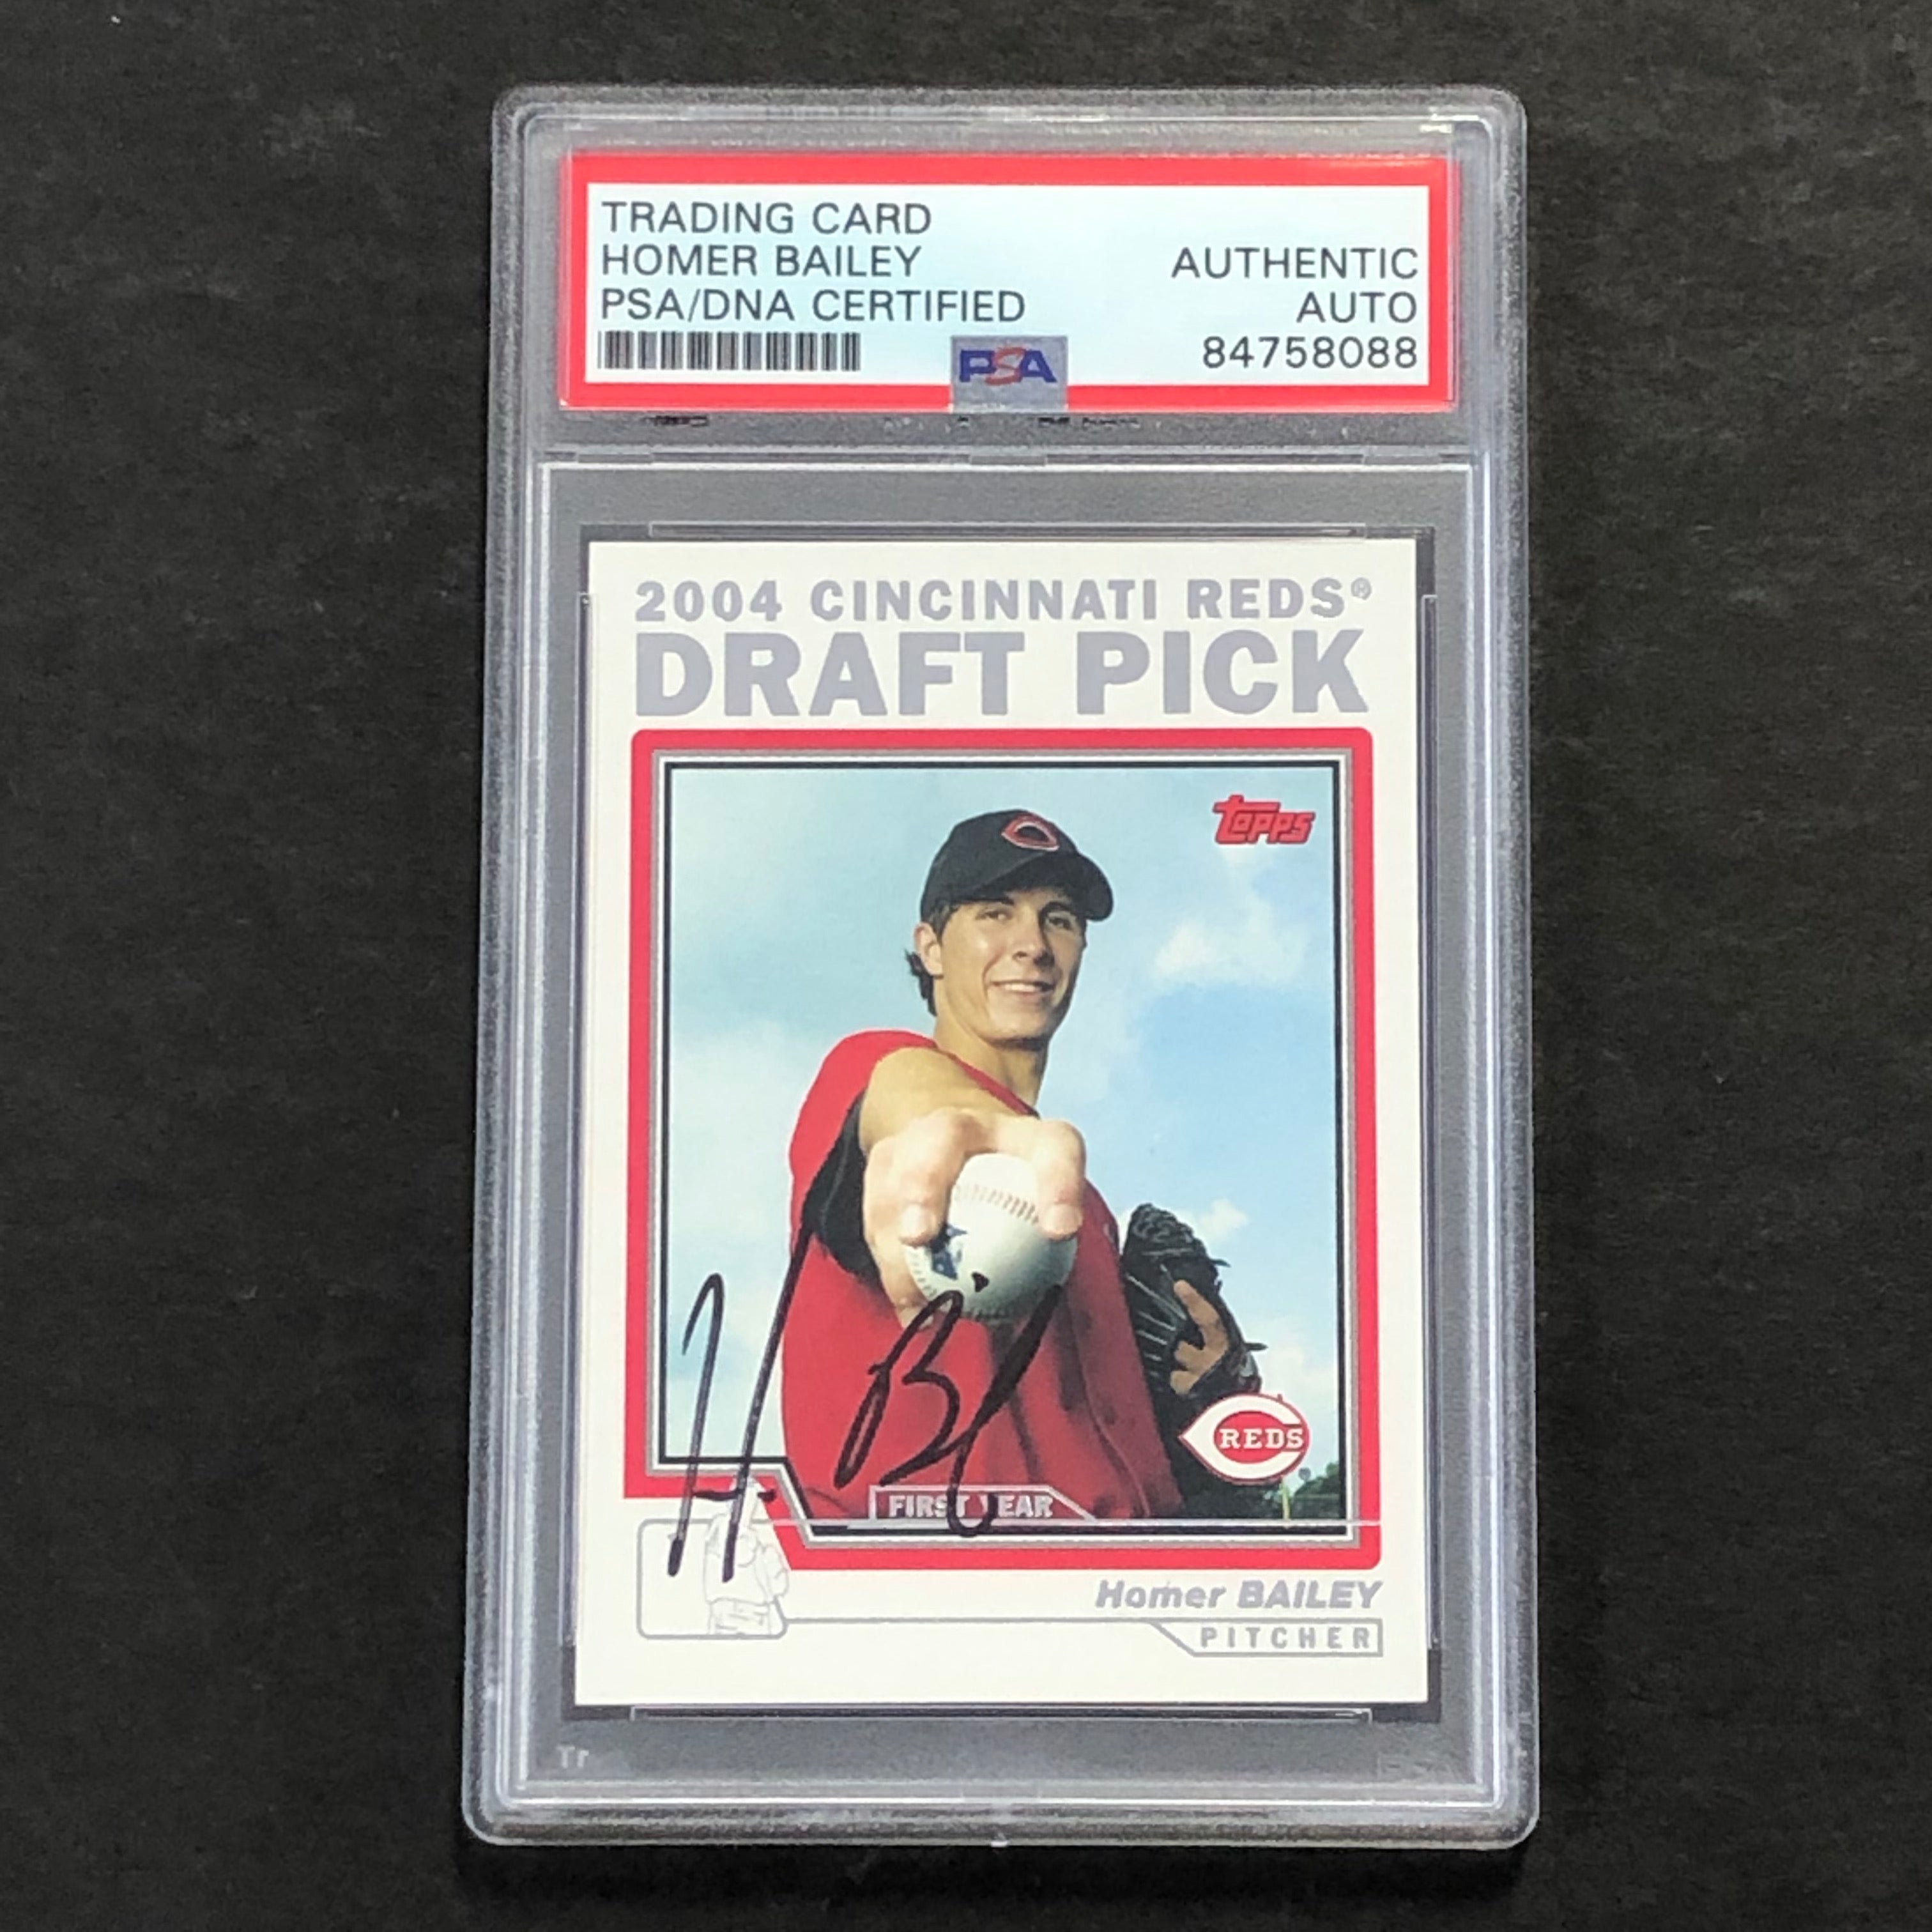 TRADING CARD
HOMER BAILEY
PSA/DNA CERTIFIED
AUTHENTIC
AUTO
84758088
PSA
2004 CINCINNATI REDS®
DRAFT PICK
topps
REDS
FIRST YEAR
Homer BAILEY
PITCHER